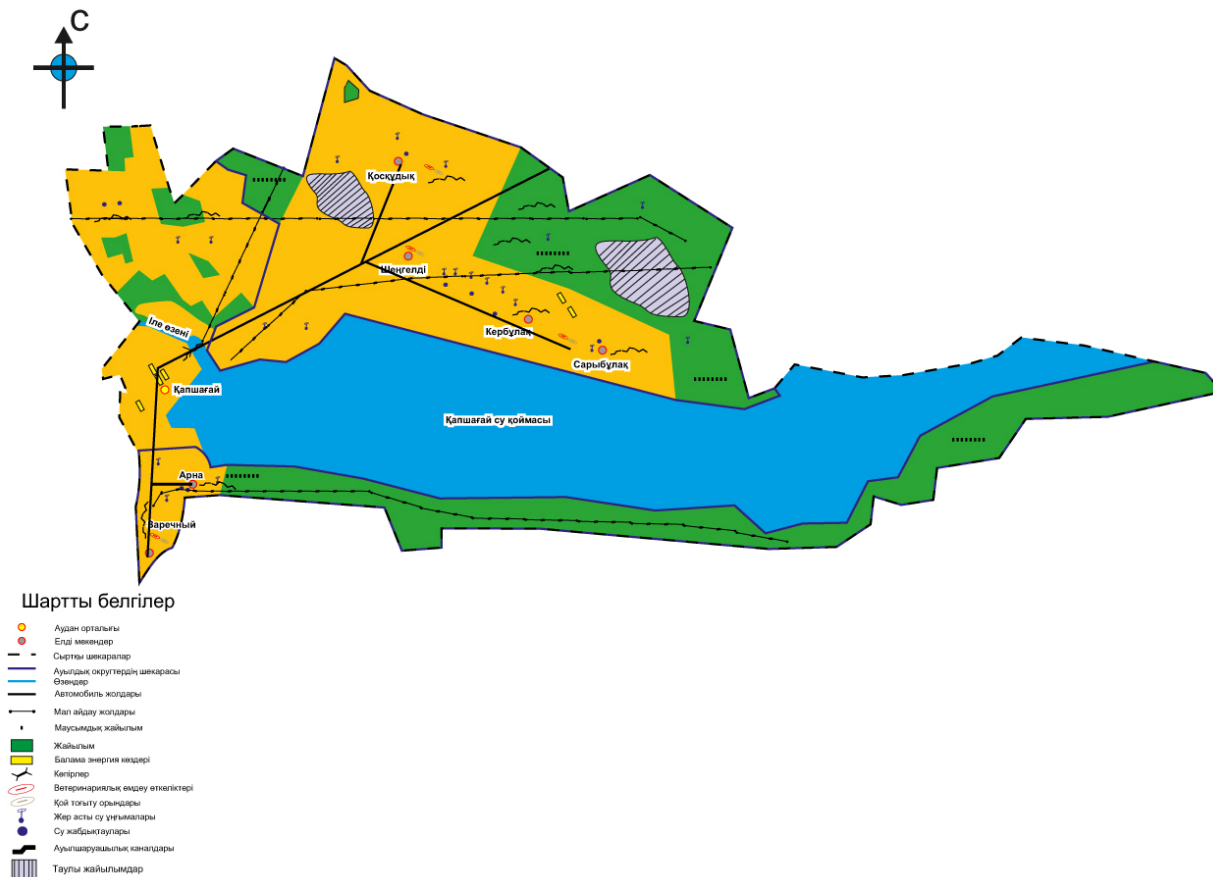 С
Қосқұдық
Шеңгелді
Іле өзені
Кербұлақ
Сарыбұлақ
Қапшағай
Қапшағай су қоймасы
Арна
Заречный
Шартты белгілер
Аудан орталығы
Елді мекендер
Сыртқы шекаралар
Ауылдық округтердің шекарасы
Өзендер
Автомобиль жолдары
Мал айдау жолдары
Маусымдық жайылым
Жайылым
Балама энергия көздері
Көпірлер
Ветеринариялық емдеу өткеліктері
Қой тоғыту орындары
Жер асты су ұңғымалары
Су жабдықтаулары
Ауылшаруашылық каналдары
Таулы жайылымдар